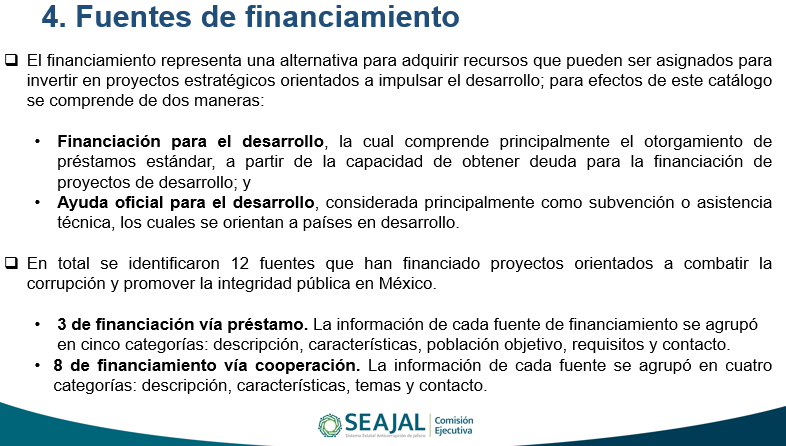 4. Fuentes de financiamiento
❑ El financiamiento representa una alternativa para adquirir recursos que pueden ser asignados para
invertir en proyectos estratégicos orientados a impulsar el desarrollo; para efectos de este catálogo
se comprende de dos maneras:
• Financiación para el desarrollo, la cual comprende principalmente el otorgamiento de
préstamos estándar, a partir de la capacidad de obtener deuda para la financiación de
proyectos de desarrollo; y
• Ayuda oficial para el desarrollo, considerada principalmente como subvención o asistencia
técnica, los cuales se orientan a países en desarrollo.
❑ En total se identificaron 12 fuentes que han financiado proyectos orientados a combatir la
corrupción y promover la integridad pública en México.
• 3 de financiación vía préstamo. La información de cada fuente de financiamiento se agrupó
en cinco categorías: descripción, características, población objetivo, requisitos y contacto.
• 8 de financiamiento vía cooperación. La información de cada fuente se agrupó en cuatro
categorías: descripción, características, temas y contacto.
SEAJAL
Sistema Estatal Anticorrupción de Jalisco
Comisión
Ejecutiva